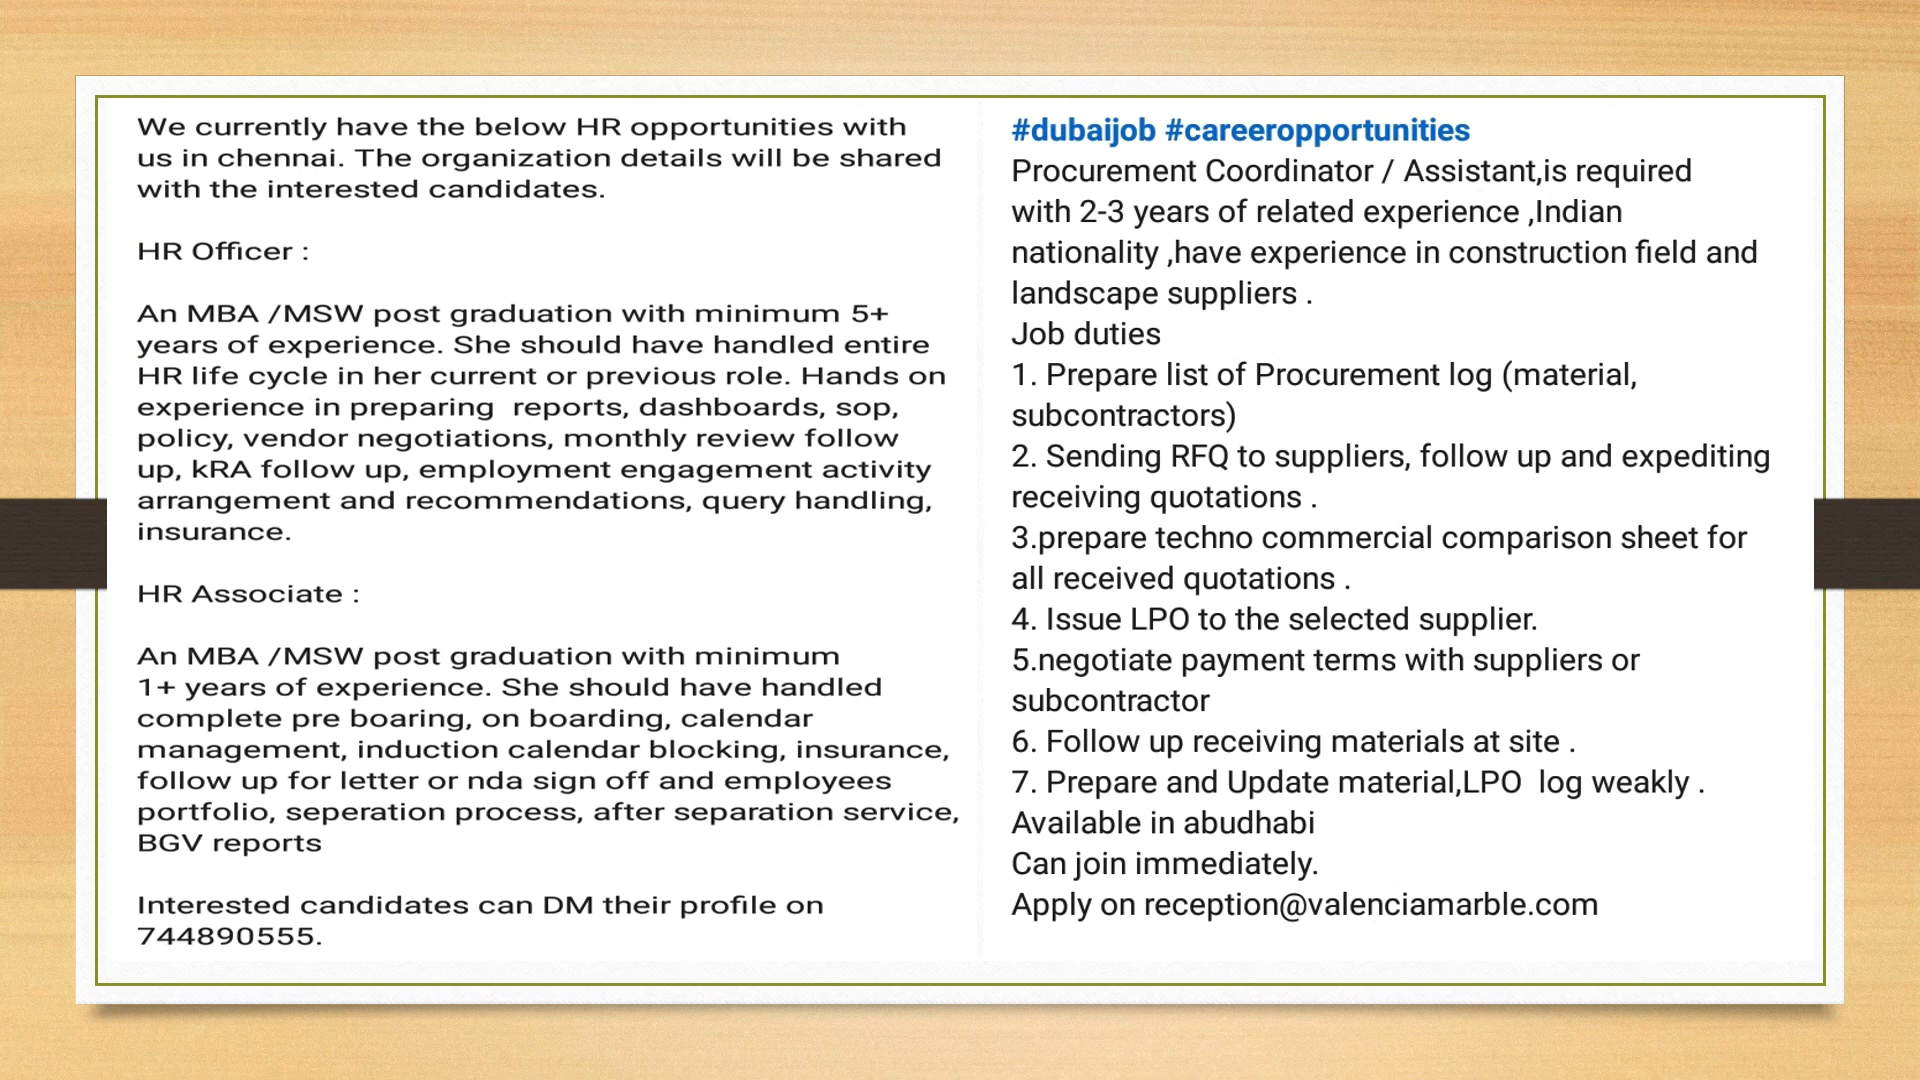 We currently have the below HR opportunities with
us in chennai. The organization details will be shared
with the interested candidates.
HR Officer :
An MBA /MSW post graduation with minimum 5+
years of experience. She should have handled entire
HR life cycle in her current or previous role. Hands on
experience in preparing  reports, dashboards, sop,
policy, vendor negotiations, monthly review follow
up, kRA follow up, employment engagement activity
arrangement and recommendations, query handling,
insurance.
HR Associate :
An MBA /MSW post graduation with minimum
1+ years of experience. She should have handled
complete pre boaring, on boarding, calendar
management, induction calendar blocking, insurance,
follow up for letter or nda sign off and employees
portfolio, seperation process, after separation service,
BGV reports
Interested candidates can DM their profile on
744890555.
#dubaijob #careeropportunities
Procurement Coordinator / Assistant,is required
with 2-3 years of related experience ,Indian
nationality ,have experience in construction field and
landscape suppliers .
Job duties
1. Prepare list of Procurement log (material,
subcontractors)
2. Sending RFQ to suppliers, follow up and expediting
receiving quotations .
3.prepare techno commercial comparison sheet for
all received quotations .
4. Issue LPO to the selected supplier.
5.negotiate payment terms with suppliers or
subcontractor
6. Follow up receiving materials at site .
7. Prepare and Update material,LPO  log weakly .
Available in abudhabi
Can join immediately.
Apply on reception@valenciamarble.com